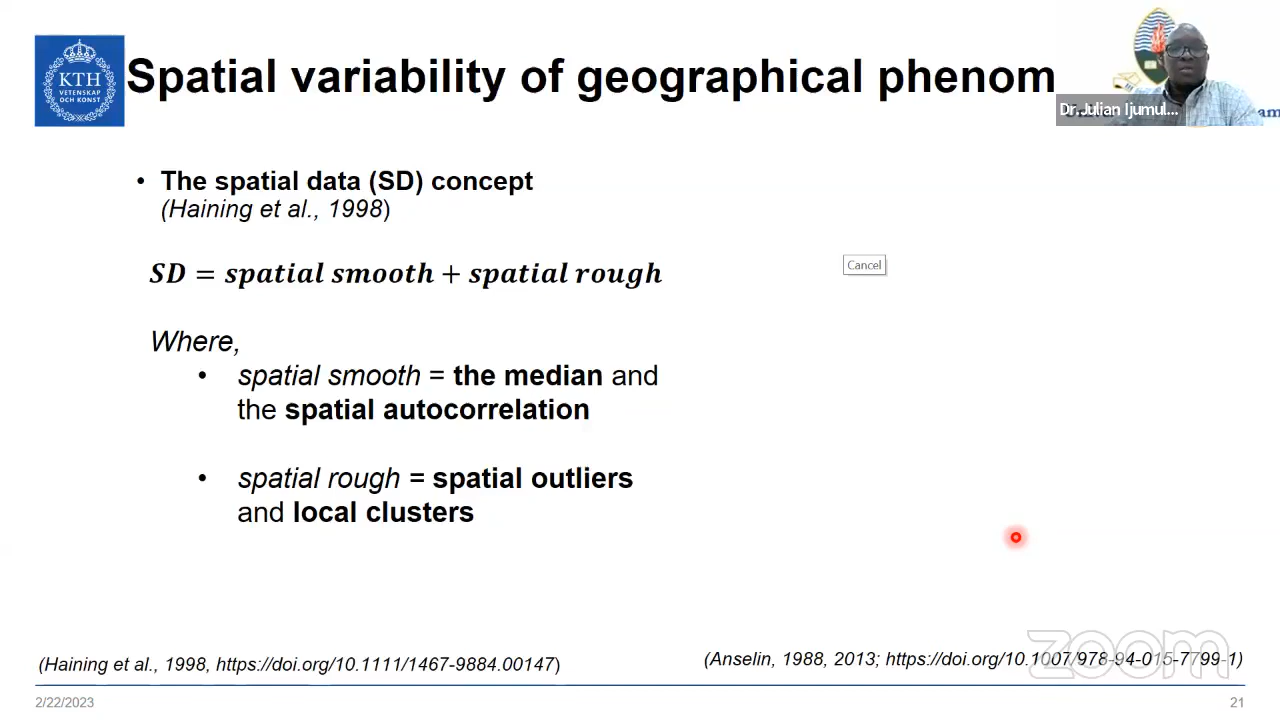 KTH
VETENSKAP
OCH KONST
Spatial variability of geographical phenom
Dr.Julian Ijumul...
am
• The spatial data (SD) concept
(Haining et al., 1998)
SD = spatial smooth + spatial rough
Cancel
Where,
• spatial smooth = the median and
the spatial autocorrelation
• spatial rough = spatial outliers
and local clusters
zoom
(Haining et al., 1998, https://doi.org/10.1111/1467-9884.00147)
(Anselin, 1988, 2013; https://doi.org/10.1007/978-94-015-7799-1)
2/22/2023
21